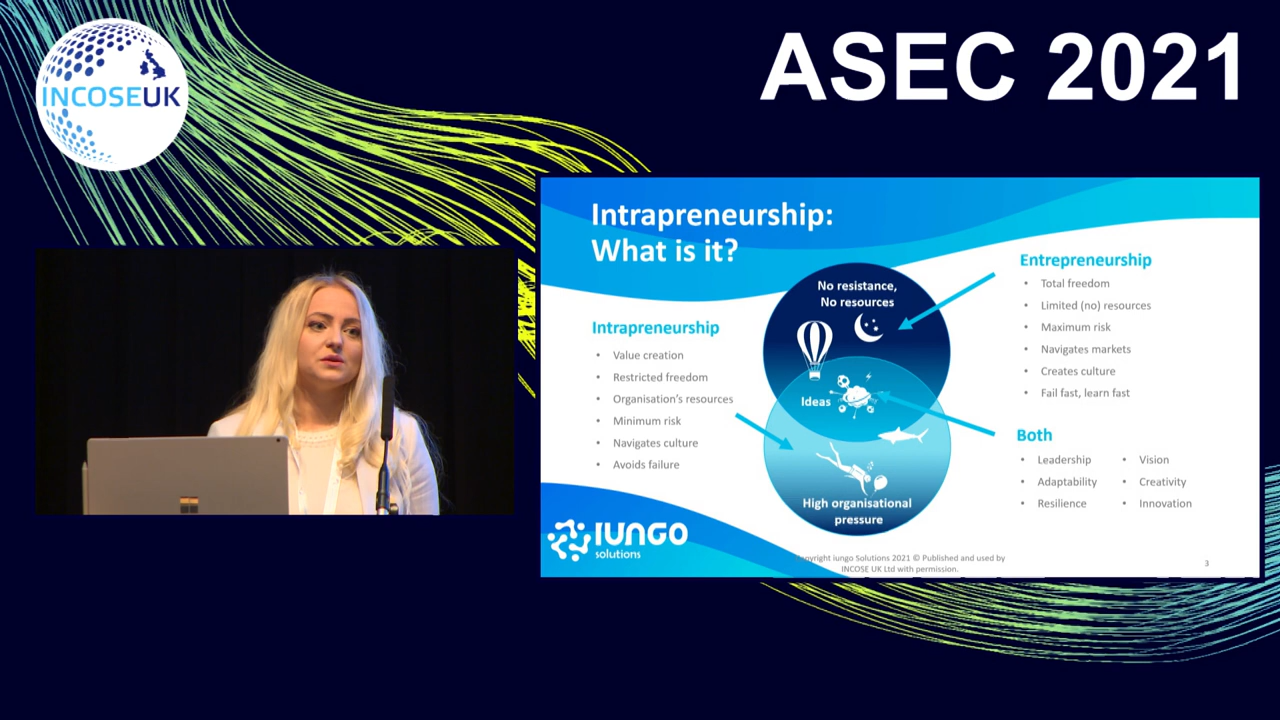 INCOSEUK
ASEC 2021
Intrapreneurship:
What is it?
Intrapreneurship
• Value creation
• Restricted freedom
• Organisation's resources
• Minimum risk
• Navigates culture
• Avoids failure
No resistance,
No resources
Ideas
High organisational
pressure
Entrepreneurship
• Total freedom
• Limited (no) resources
• Maximum risk
• Navigates markets
• Creates culture
• Fail fast, learn fast
Both
• Leadership
• Adaptability
• Resilience
• Vision
• Creativity
• Innovation
IUNGO
solutions
iungo Solutions 2021 © Published and used by
INCOSE UK Ltd with permission.
3